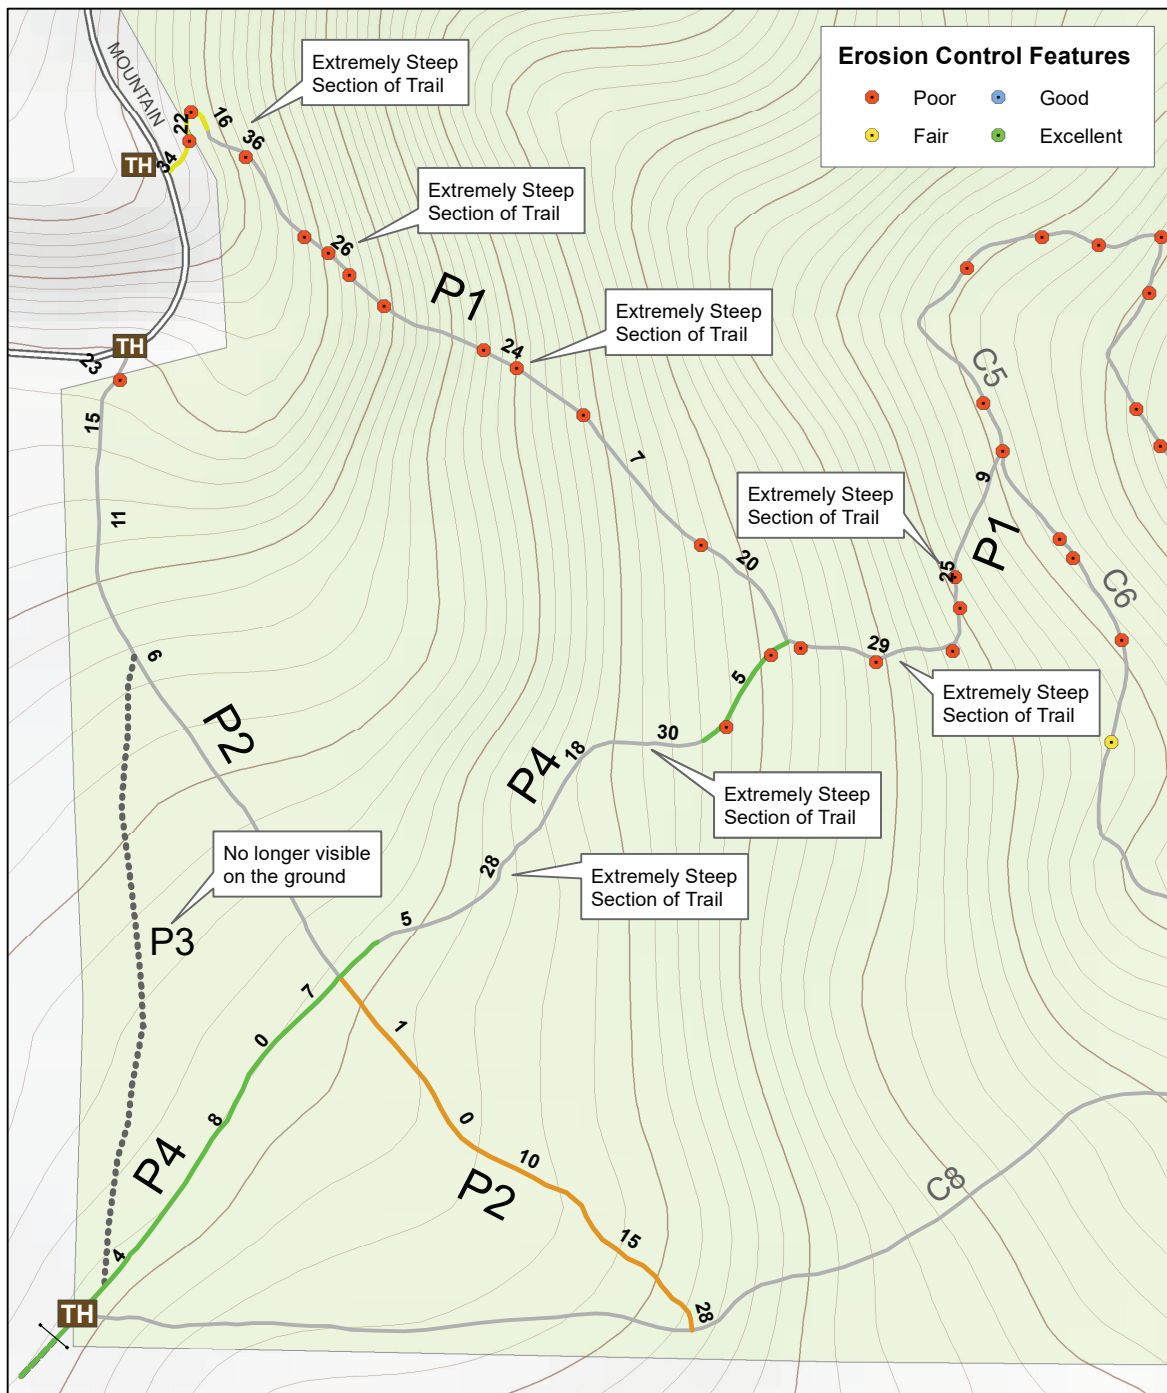 Erosion Control Features
Poor
Good
Fair
Excellent
MOUNTAIN
Extremely Steep
Section of Trail
22
16
36
34
TH
Extremely Steep
Section of Trail
26
P1
Extremely Steep
Section of Trail
24
TH
23
15
C5
7
9
Extremely Steep
Section of Trail
11
P1
20
25
C6
29
6
5
Extremely Steep
Section of Trail
P2
30
18
P4
Extremely Steep
Section of Trail
No longer visible
on the ground
28
Extremely Steep
Section of Trail
5
P3
7
0
1
8
0
P4
10
P2
C8
15
4
TH
28